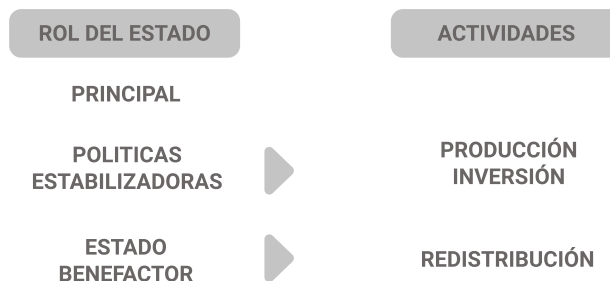 ROL DEL ESTADO
ACTIVIDADES
PRINCIPAL
POLITICAS
ESTABILIZADORAS
PRODUCCIÓN
INVERSIÓN
ESTADO
BENEFACTOR
REDISTRIBUCIÓN